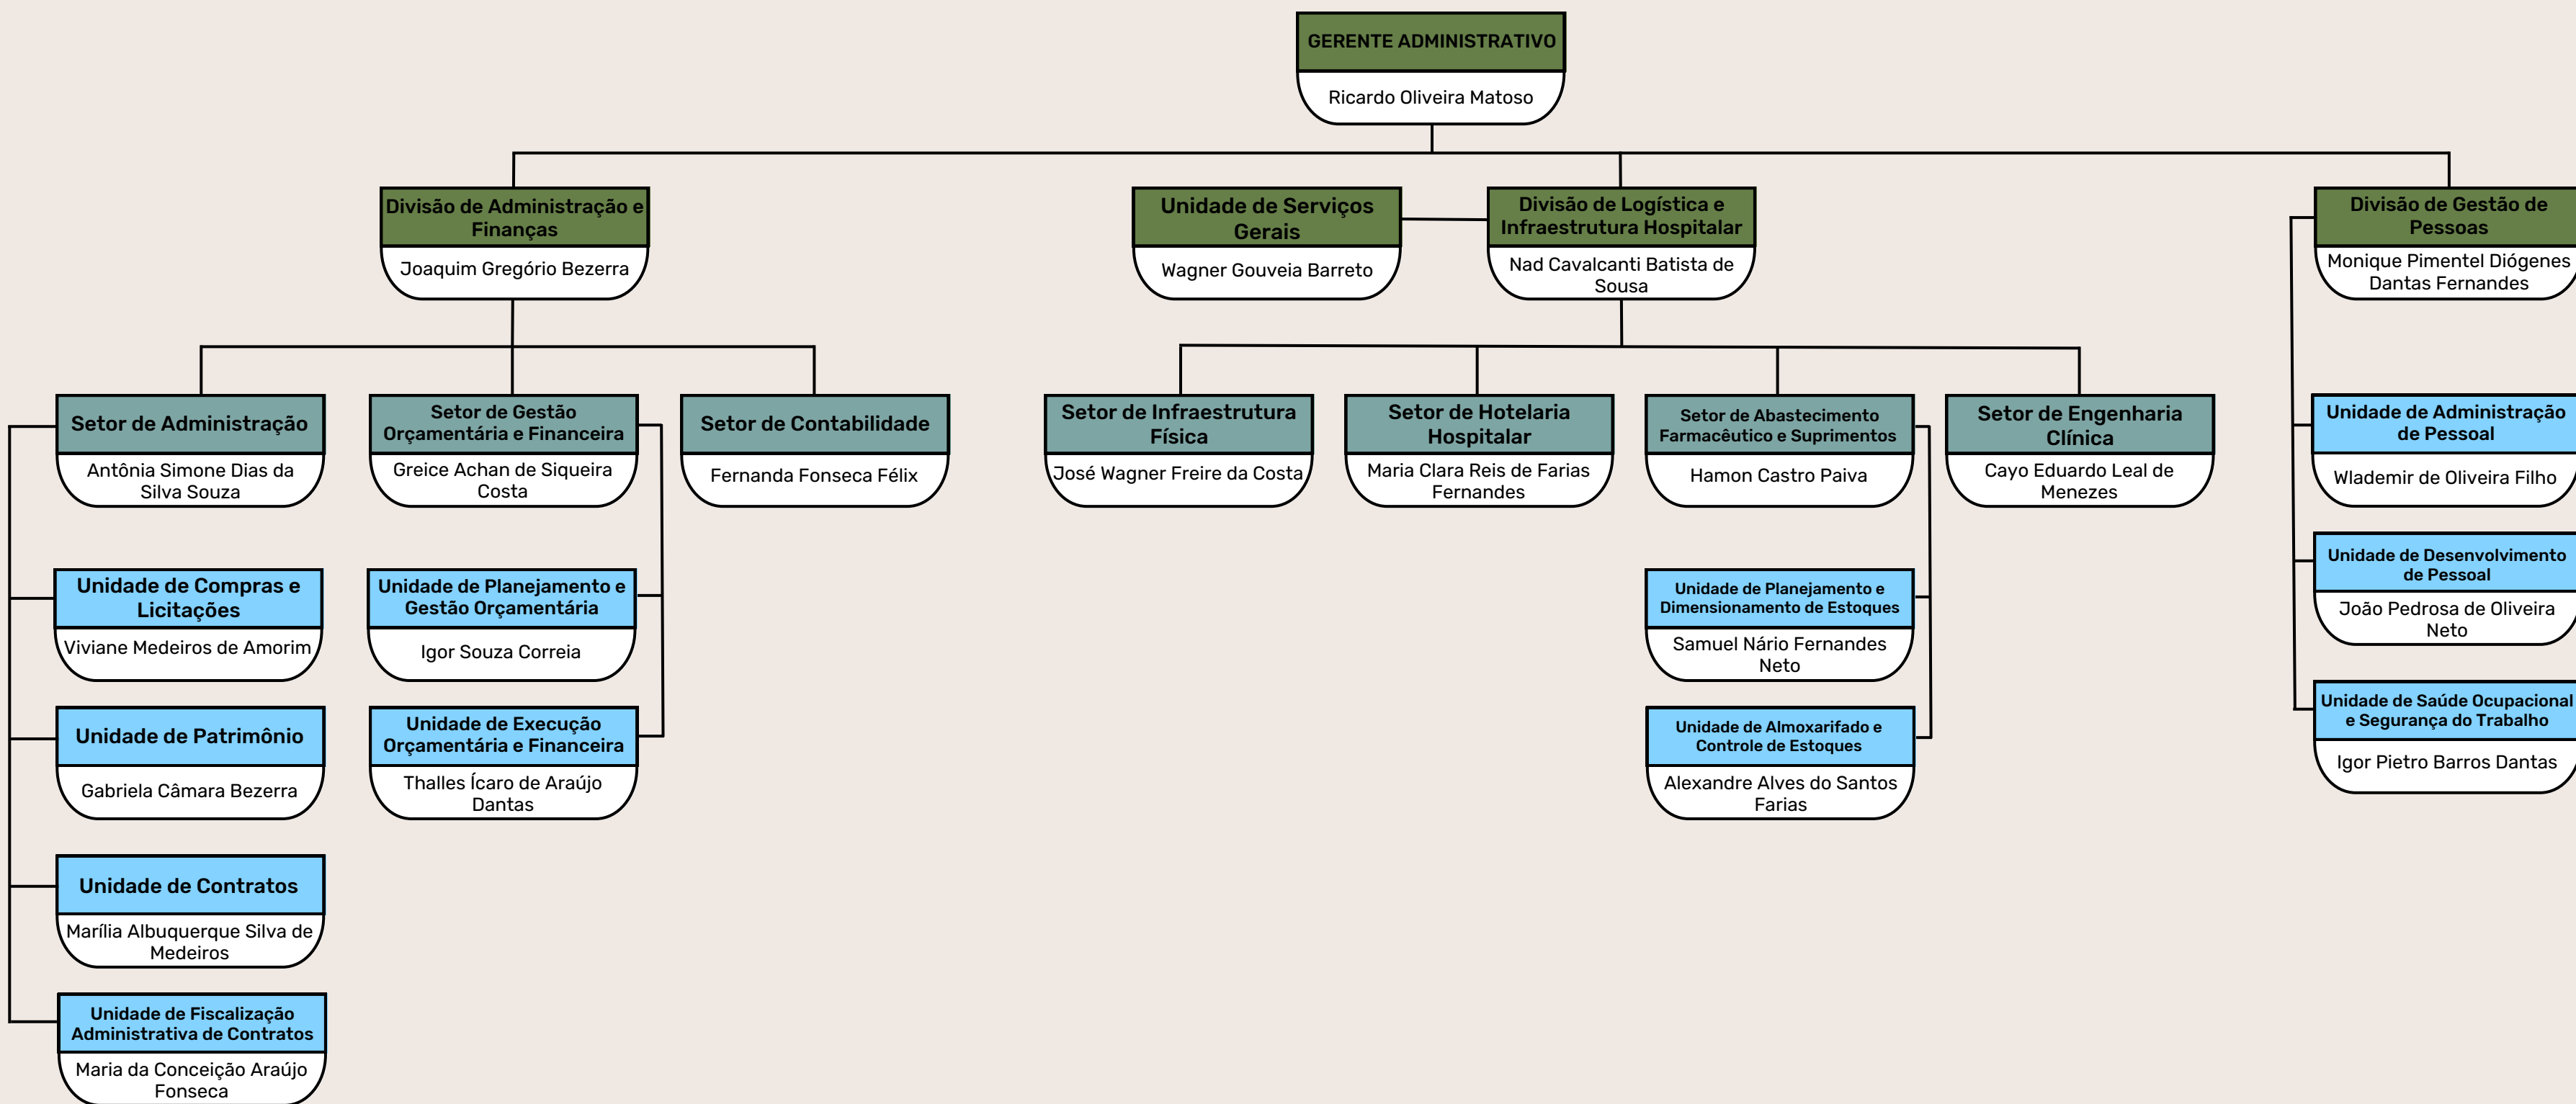 GERENTE ADMINISTRATIVO
Ricardo Oliveira Matoso
Divisão de Administração e
Finanças
Joaquim Gregório Bezerra
Unidade de Serviços
Gerais
Wagner Gouveia Barreto
Divisão de Logística e
Infraestrutura Hospitalar
Nad Cavalcanti Batista de
Sousa
Divisão de Gestão de
Pessoas
Monique Pimentel Diógenes
Dantas Fernandes
Setor de Administração
Antônia Simone Dias da
Silva Souza
Setor de Gestão
Orçamentária e Financeira
Greice Achan de Siqueira
Costa
Setor de Contabilidade
Fernanda Fonseca Félix
Setor de Infraestrutura
Física
José Wagner Freire da Costa
Setor de Hotelaria
Hospitalar
Maria Clara Reis de Farias
Fernandes
Setor de Abastecimento
Farmacêutico e Suprimentos
Hamon Castro Paiva
Setor de Engenharia
Clínica
Cayo Eduardo Leal de
Menezes
Unidade de Administração
de Pessoal
Wlademir de Oliveira Filho
Unidade de Desenvolvimento
de Pessoal
João Pedrosa de Oliveira
Neto
Unidade de Saúde Ocupacional
e Segurança do Trabalho
Igor Pietro Barros Dantas
Unidade de Compras e
Licitações
Viviane Medeiros de Amorim
Unidade de Planejamento e
Gestão Orçamentária
Igor Souza Correia
Unidade de Planejamento e
Dimensionamento de Estoques
Samuel Nário Fernandes
Neto
Unidade de Patrimônio
Gabriela Câmara Bezerra
Unidade de Execução
Orçamentária e Financeira
Thalles Ícaro de Araújo
Dantas
Unidade de Almoxarifado e
Controle de Estoques
Alexandre Alves do Santos
Farias
Unidade de Contratos
Marília Albuquerque Silva de
Medeiros
Unidade de Fiscalização
Administrativa de Contratos
Maria da Conceição Araújo
Fonseca